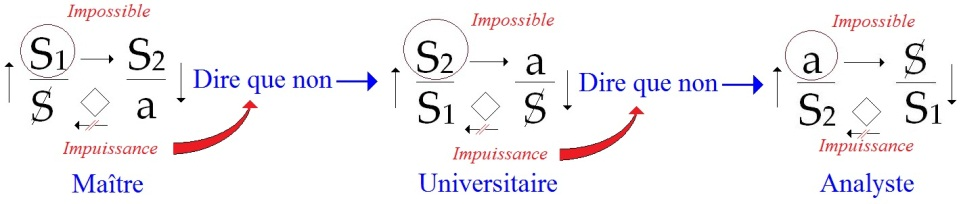 Impossible Impossible Impossible
S1 → S2 Dire que non → S2 → a Dire que non → a → $
$ ◇ a S1 ◇ $ S2 ◇ S1
Impuissance Impuissance Impuissance
Maître Universitaire Analyste